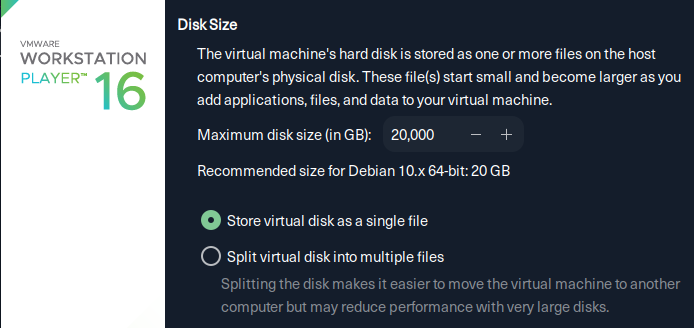 Disk Size
VMWARE
WORKSTATION
PLAYER™ 16
The virtual machine's hard disk is stored as one or more files on the host
computer's physical disk. These file(s) start small and become larger as you
add applications, files, and data to your virtual machine.
Maximum disk size (in GB): 20,000 − +
Recommended size for Debian 10.x 64-bit: 20 GB
Store virtual disk as a single file
Split virtual disk into multiple files
Splitting the disk makes it easier to move the virtual machine to another
computer but may reduce performance with very large disks.